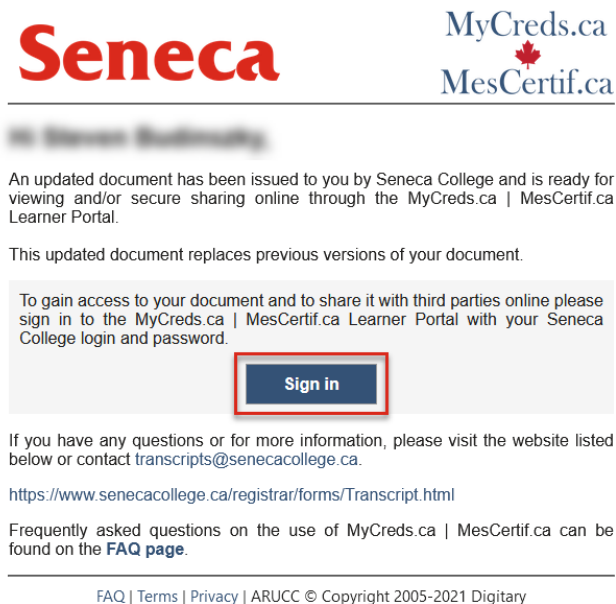 Seneca
MyCreds.ca
MesCertif.ca
An updated document has been issued to you by Seneca College and is ready for
viewing and/or secure sharing online through the MyCreds.ca | MesCertif.ca
Learner Portal.
This updated document replaces previous versions of your document.
To gain access to your document and to share it with third parties online please
sign in to the MyCreds.ca | MesCertif.ca Learner Portal with your Seneca
College login and password.
Sign in
If you have any questions or for more information, please visit the website listed
below or contact transcripts@senecacollege.ca.
https://www.senecacollege.ca/registrar/forms/Transcript.html
Frequently asked questions on the use of MyCreds.ca | MesCertif.ca can be
found on the FAQ page.
FAQ | Terms | Privacy | ARUCC © Copyright 2005-2021 Digitary